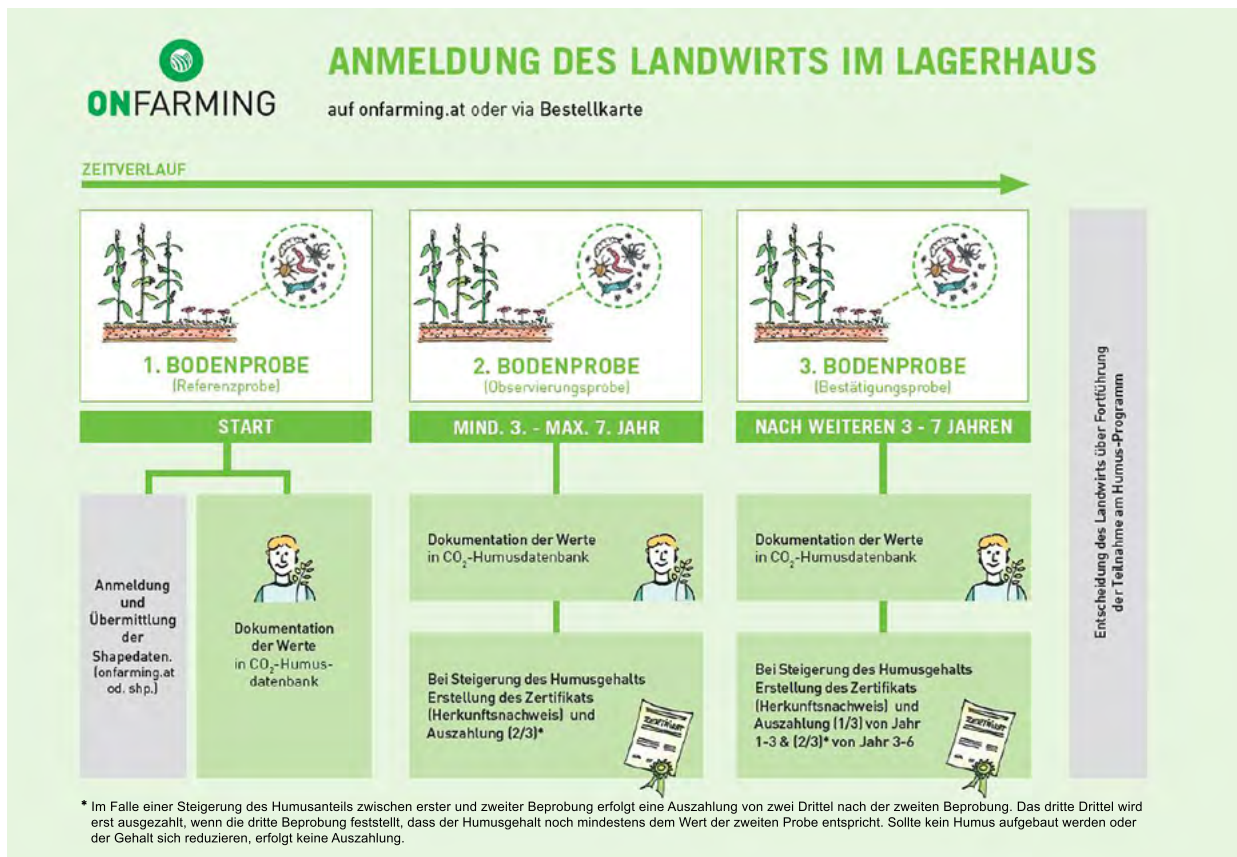 ONFARMING
ANMELDUNG DES LANDWIRTS IM LAGERHAUS
auf onfarming.at oder via Bestellkarte
ZEITVERLAUF
1. BODENPROBE
(Referenzprobe)
START
Anmeldung
und
Übermittlung
der
Shapedaten.
(onfarming.at
od. shp.)
Dokumentation
der Werte
in CO₂-Humus-
datenbank
2. BODENPROBE
(Observierungsprobe)
MIND. 3. - MAX. 7. JAHR
Dokumentation der Werte
in CO₂-Humusdatenbank
Bei Steigerung des Humusgehalts
Erstellung des Zertifikats
(Herkunftsnachweis) und
Auszahlung (2/3)*
ZERTIFIKAT
3. BODENPROBE
(Bestätigungsprobe)
NACH WEITEREN 3 - 7 JAHREN
Dokumentation der Werte
in CO₂-Humusdatenbank
Bei Steigerung des Humusgehalts
Erstellung des Zertifikats
(Herkunftsnachweis) und
Auszahlung (1/3) von Jahr
1-3 & (2/3)* von Jahr 3-6
ZERTIFIKAT
Entscheidung des Landwirts über Fortführung
der Teilnahme am Humus-Programm
* Im Falle einer Steigerung des Humusanteils zwischen erster und zweiter Beprobung erfolgt eine Auszahlung von zwei Drittel nach der zweiten Beprobung. Das dritte Drittel wird
erst ausgezahlt, wenn die dritte Beprobung feststellt, dass der Humusgehalt noch mindestens dem Wert der zweiten Probe entspricht. Sollte kein Humus aufgebaut werden oder
der Gehalt sich reduzieren, erfolgt keine Auszahlung.